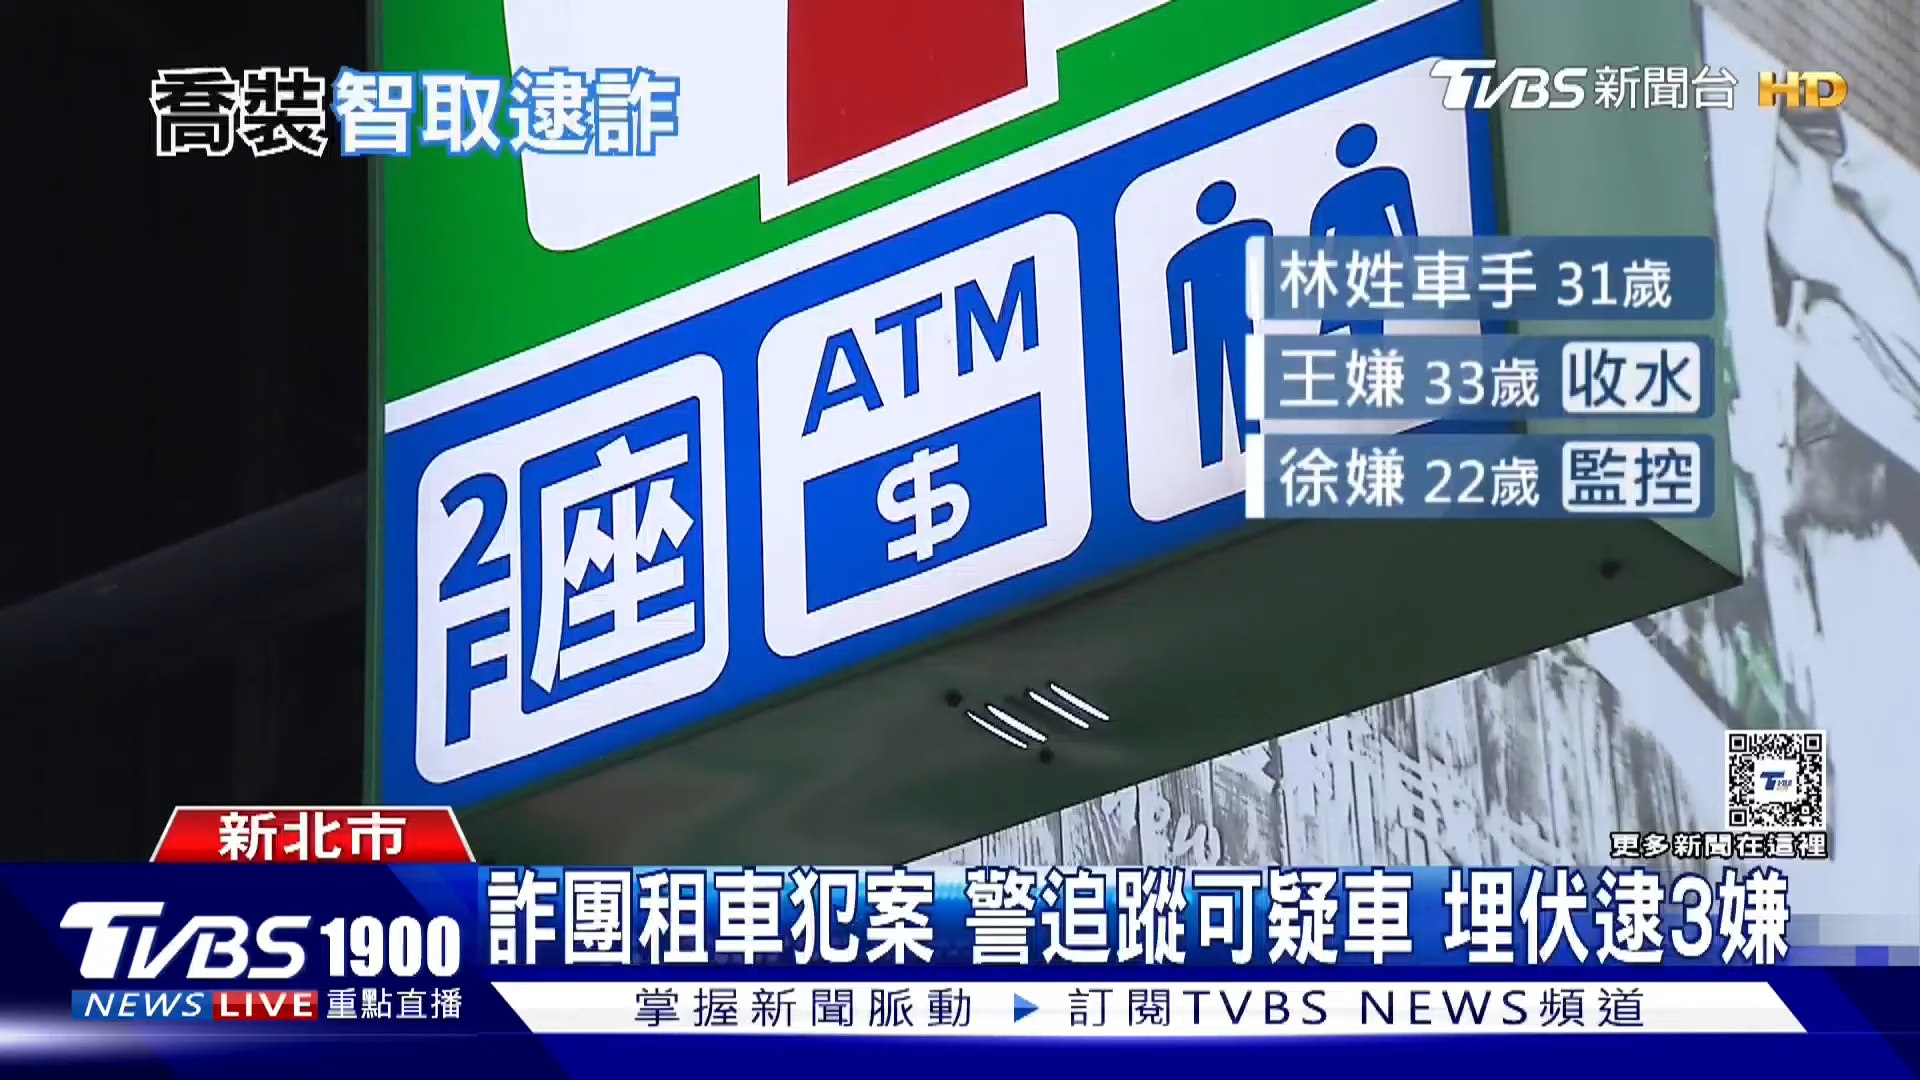 喬裝智取逮詐
TVBS新聞台 HD
林姓車手 31歲
王嫌 33歲 收水
徐嫌 22歲 監控
2F
座
ATM
$
更多新聞在這裡
新北市
詐團租車犯案 警追蹤可疑車 埋伏逮3嫌
TVBS 1900
NEWS LIVE 重點直播
掌握新聞脈動 ▶ 訂閱TVBS NEWS頻道